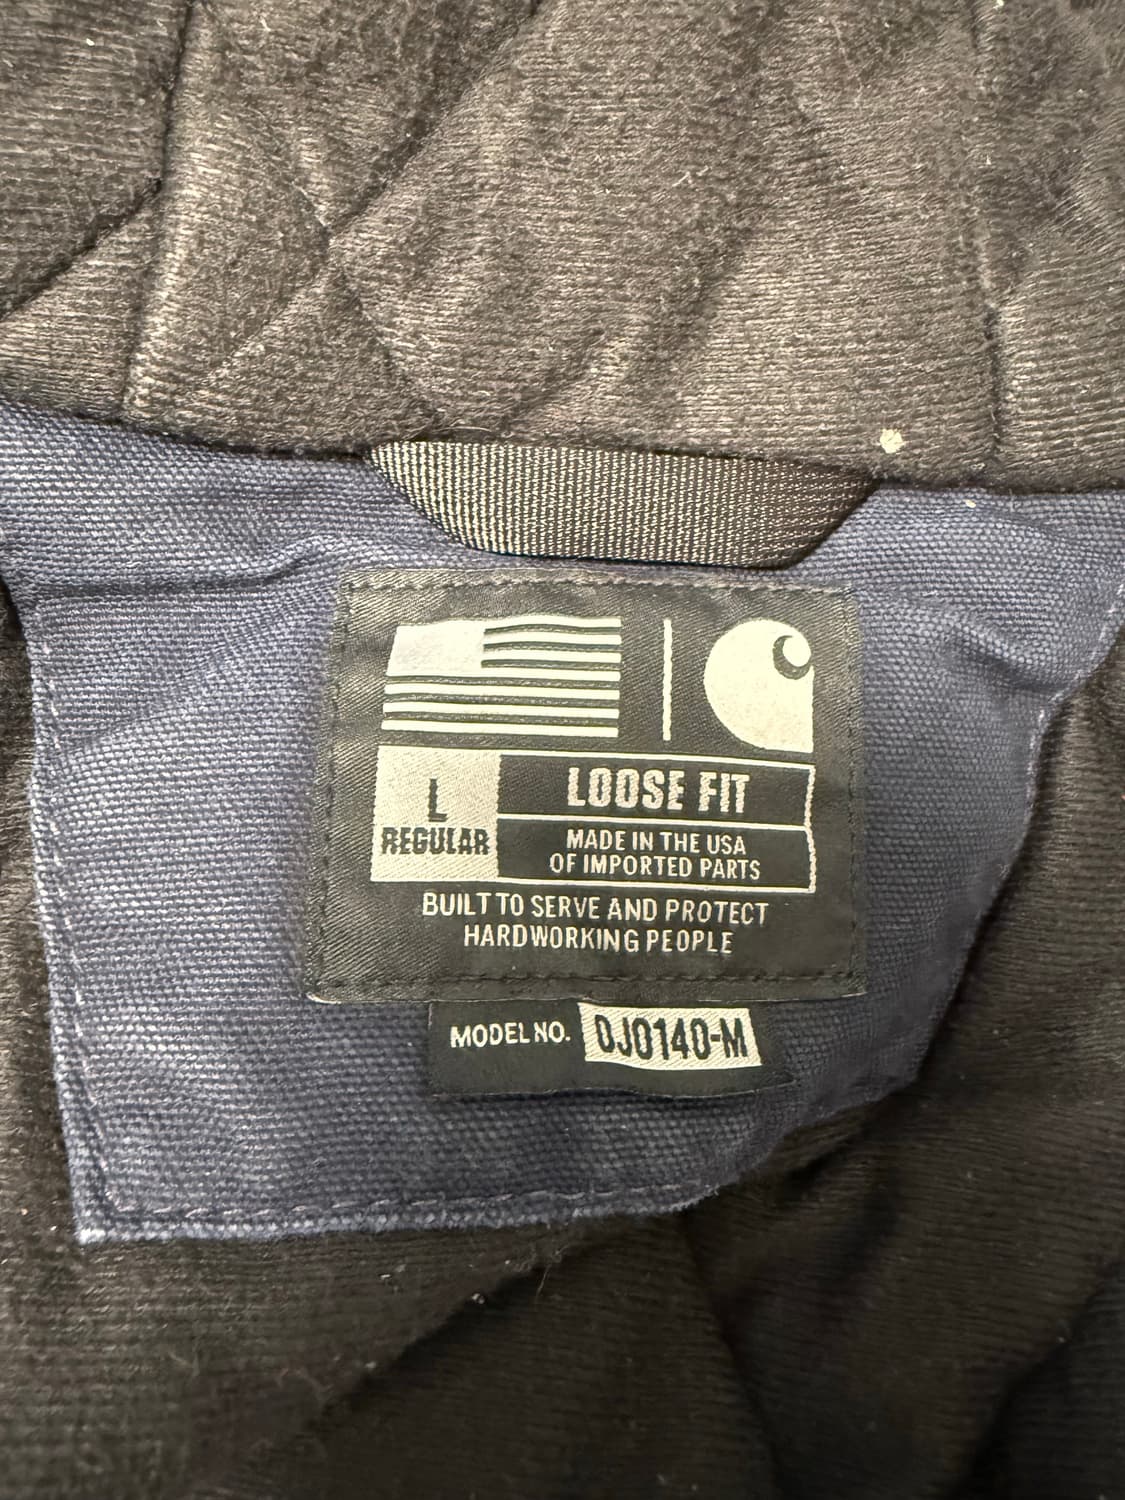 L
REGULAR
LOOSE FIT
MADE IN THE USA
OF IMPORTED PARTS
BUILT TO SERVE AND PROTECT
HARDWORKING PEOPLE
MODEL NO. OJ0140-M